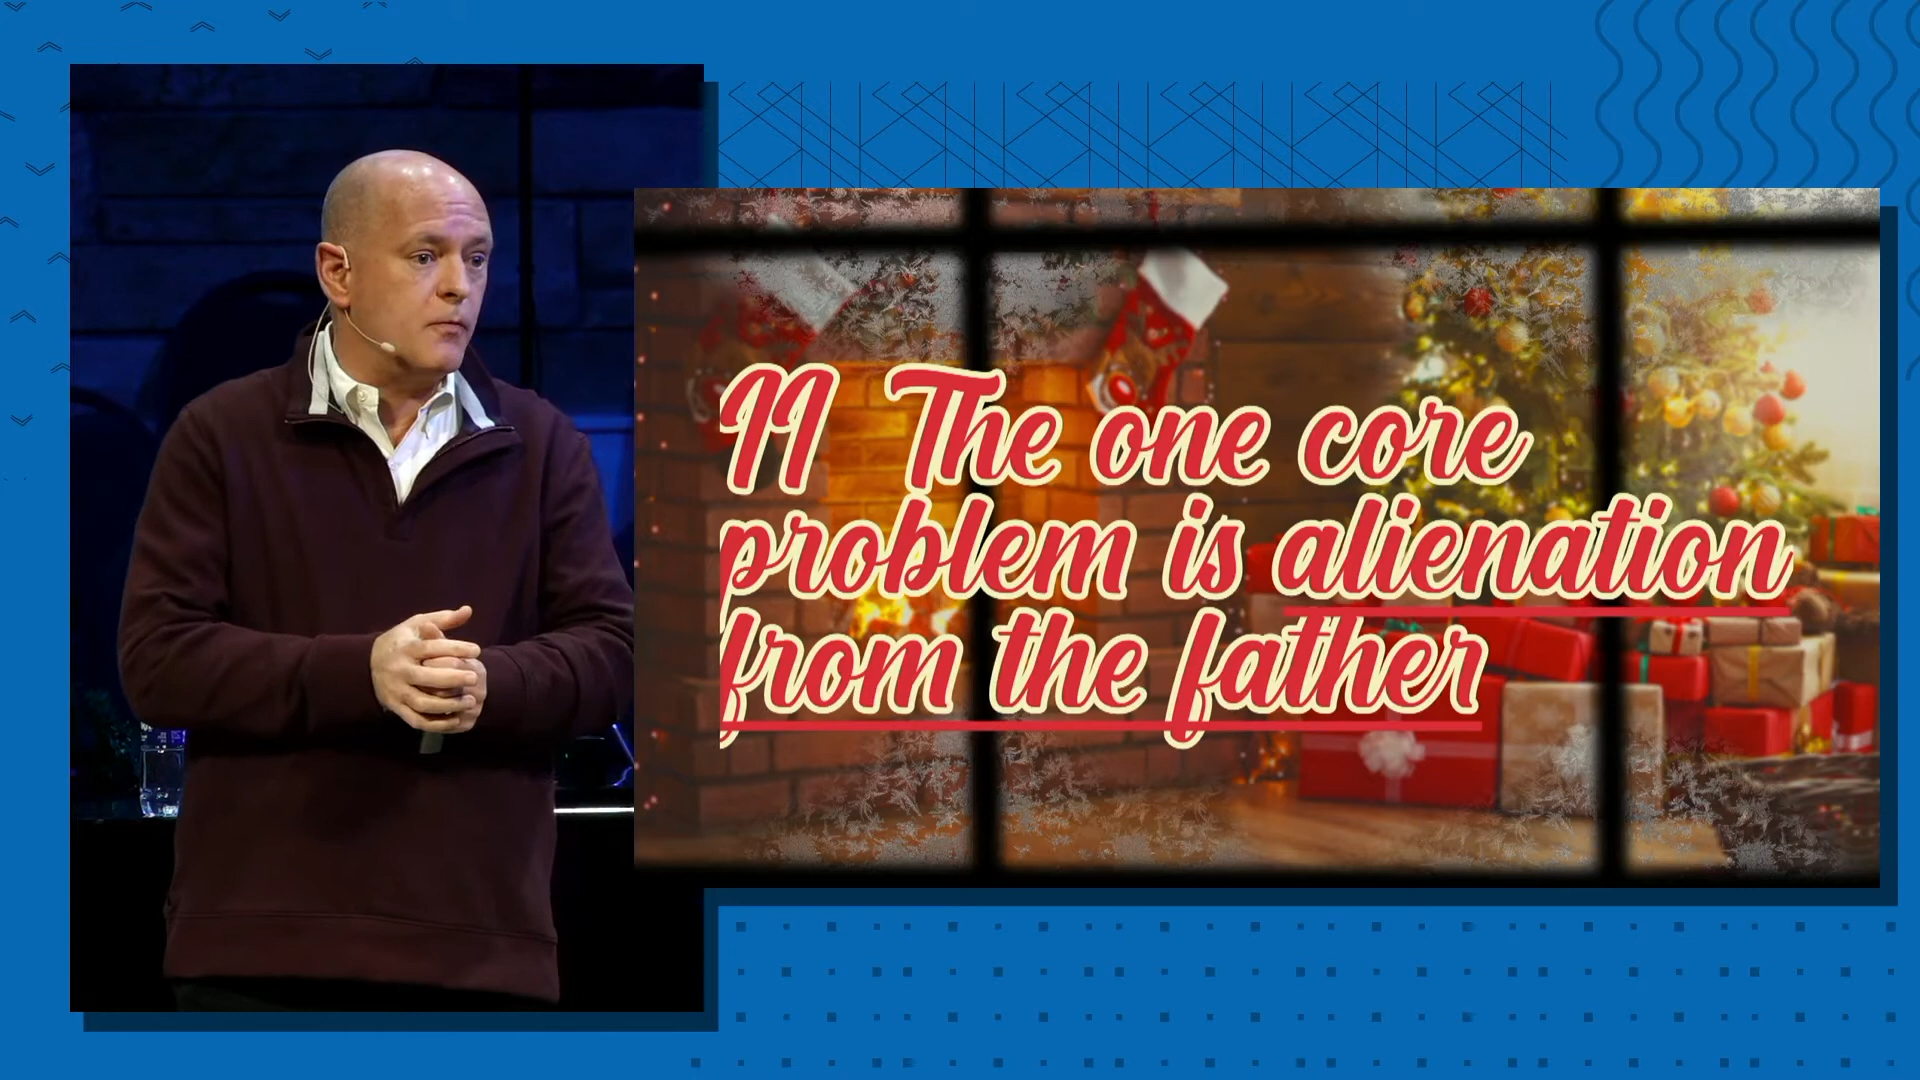 II The one core
problem is alienation
from the father